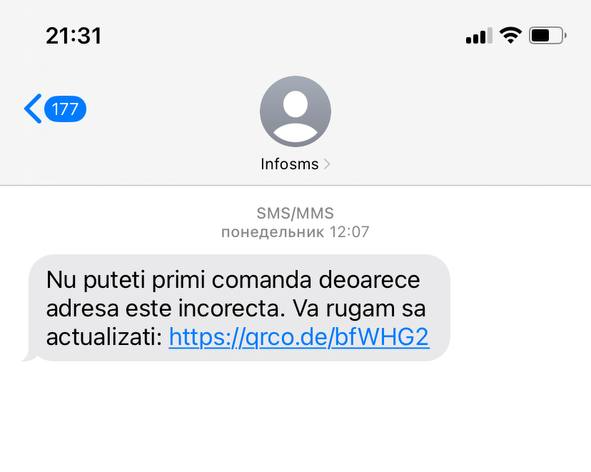 21:31
177
Infosms
SMS/MMS
понедельник 12:07
Nu puteti primi comanda deoarece
adresa este incorecta. Va rugam sa
actualizati: https://qrco.de/bfWHG2